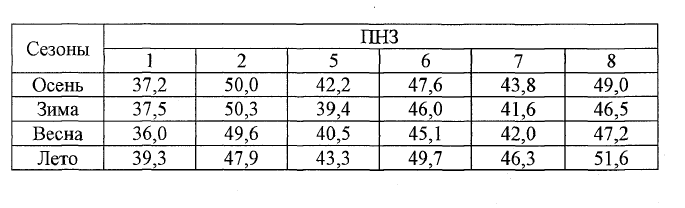 Сезоны ПНЗ
1 2 5 6 7 8
Осень 37,2 50,0 42,2 47,6 43,8 49,0
Зима 37,5 50,3 39,4 46,0 41,6 46,5
Весна 36,0 49,6 40,5 45,1 42,0 47,2
Лето 39,3 47,9 43,3 49,7 46,3 51,6